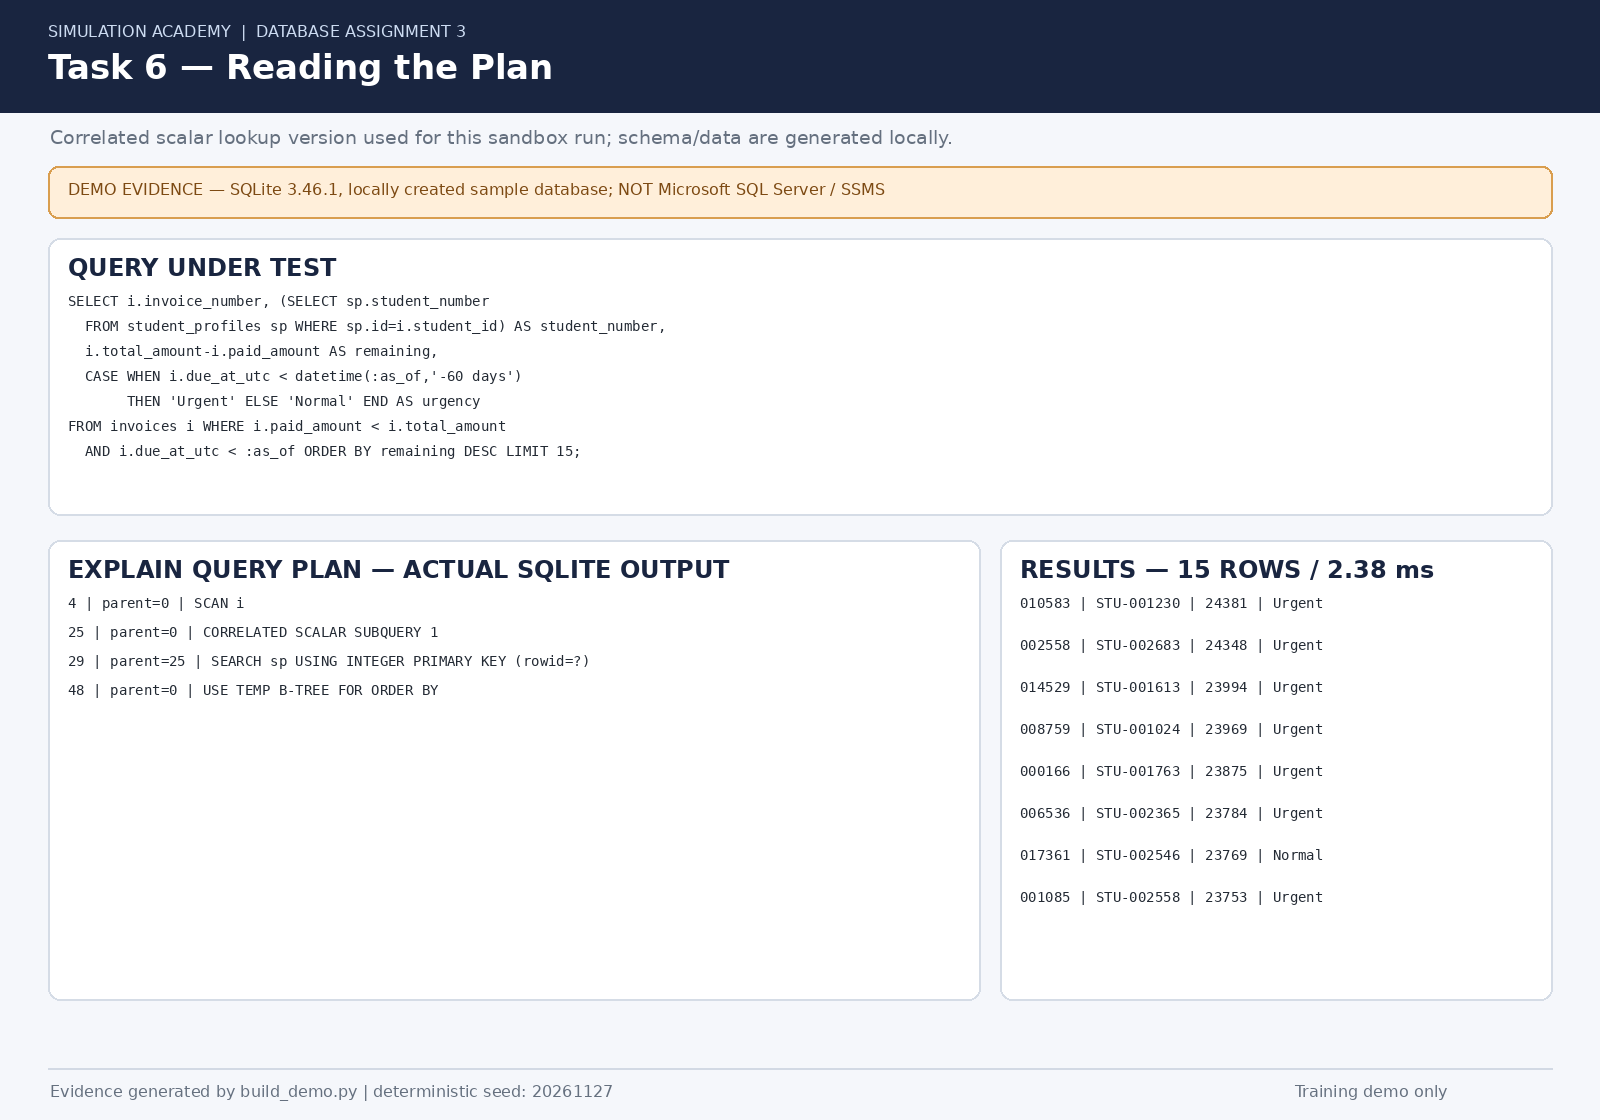 SIMULATION ACADEMY | DATABASE ASSIGNMENT 3
Task 6 — Reading the Plan
Correlated scalar lookup version used for this sandbox run; schema/data are generated locally.
DEMO EVIDENCE — SQLite 3.46.1, locally created sample database; NOT Microsoft SQL Server / SSMS
QUERY UNDER TEST
SELECT i.invoice_number, (SELECT sp.student_number
  FROM student_profiles sp WHERE sp.id=i.student_id) AS student_number,
  i.total_amount-i.paid_amount AS remaining,
  CASE WHEN i.due_at_utc < datetime(:as_of,'-60 days')
       THEN 'Urgent' ELSE 'Normal' END AS urgency
FROM invoices i WHERE i.paid_amount < i.total_amount
  AND i.due_at_utc < :as_of ORDER BY remaining DESC LIMIT 15;
EXPLAIN QUERY PLAN — ACTUAL SQLITE OUTPUT
4 | parent=0 | SCAN i
25 | parent=0 | CORRELATED SCALAR SUBQUERY 1
29 | parent=25 | SEARCH sp USING INTEGER PRIMARY KEY (rowid=?)
48 | parent=0 | USE TEMP B-TREE FOR ORDER BY
RESULTS — 15 ROWS / 2.38 ms
010583 | STU-001230 | 24381 | Urgent
002558 | STU-002683 | 24348 | Urgent
014529 | STU-001613 | 23994 | Urgent
008759 | STU-001024 | 23969 | Urgent
000166 | STU-001763 | 23875 | Urgent
006536 | STU-002365 | 23784 | Urgent
017361 | STU-002546 | 23769 | Normal
001085 | STU-002558 | 23753 | Urgent
Evidence generated by build_demo.py | deterministic seed: 20261127
Training demo only